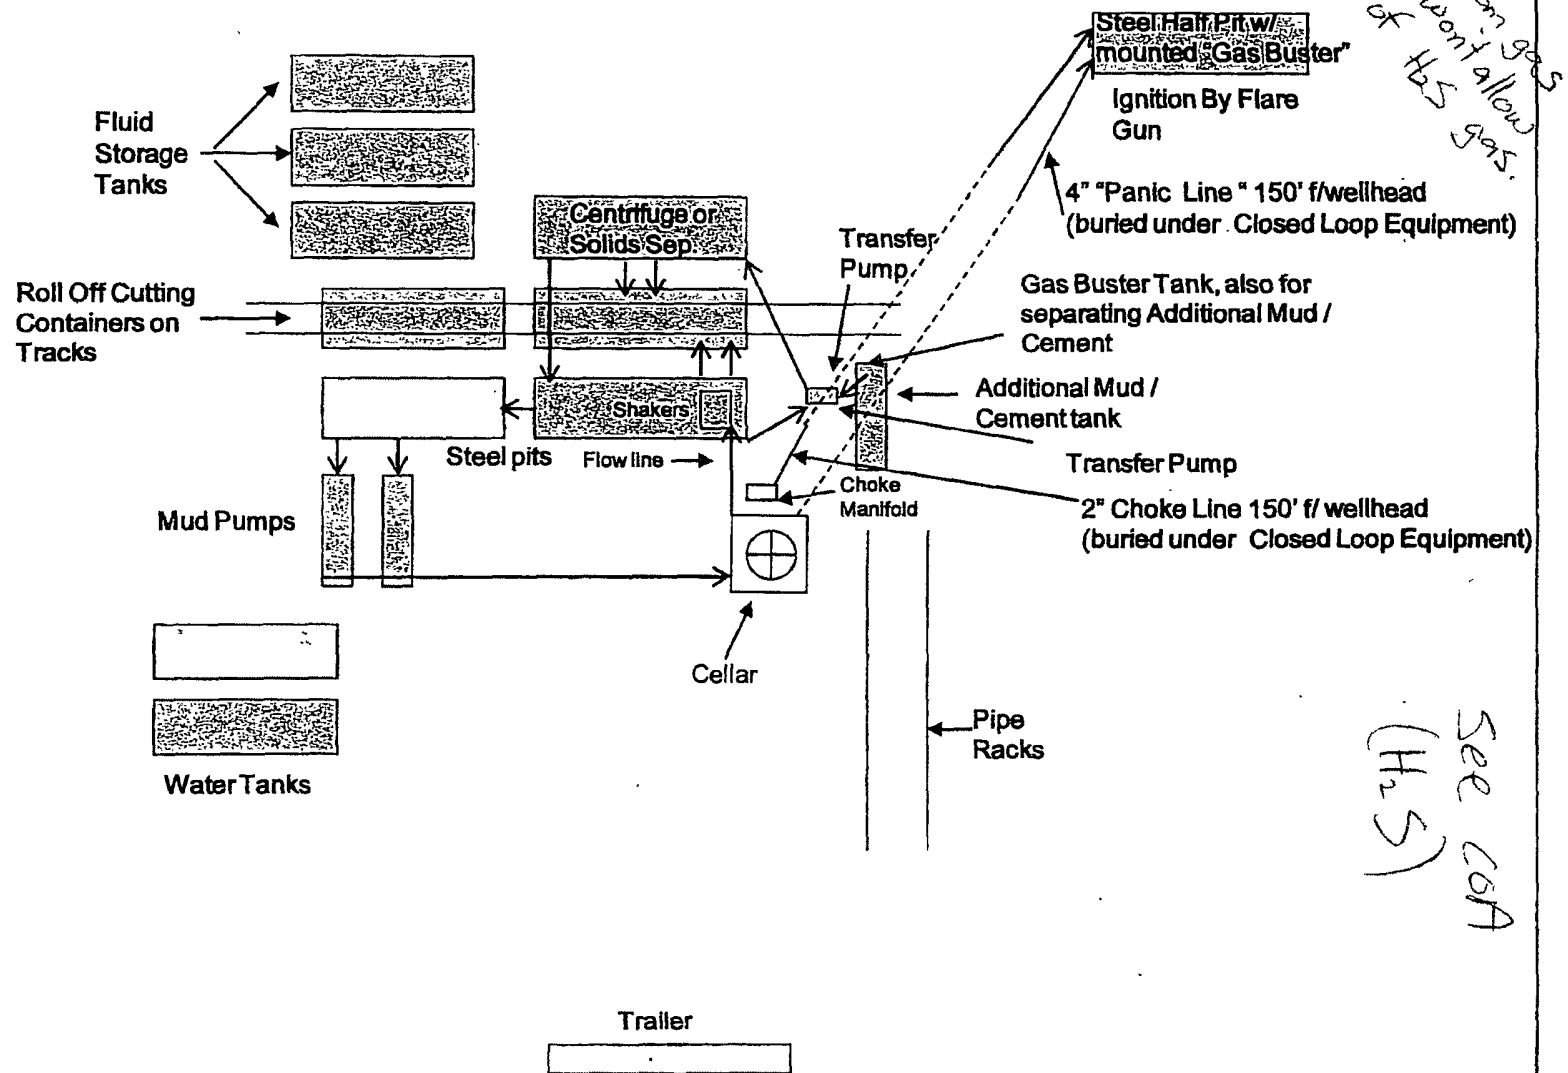 Steel Half Pit w/
mounted "Gas Buster"
Ignition By Flare
Gun
gas
won't allow
of H2S gas.
Fluid
Storage
Tanks
4" "Panic Line " 150' f/wellhead
(buried under Closed Loop Equipment)
Centrifuge or
Solids Sep.
Transfer
Pump
Roll Off Cutting
Containers on
Tracks
Gas Buster Tank, also for
separating Additional Mud /
Cement
Additional Mud /
Cement tank
Shakers
Steel pits
Flow line
Transfer Pump
Choke
Manifold
2" Choke Line 150' f/ wellhead
(buried under Closed Loop Equipment)
Mud Pumps
Cellar
Pipe
Racks
Water Tanks
See COA
(H2S)
Trailer